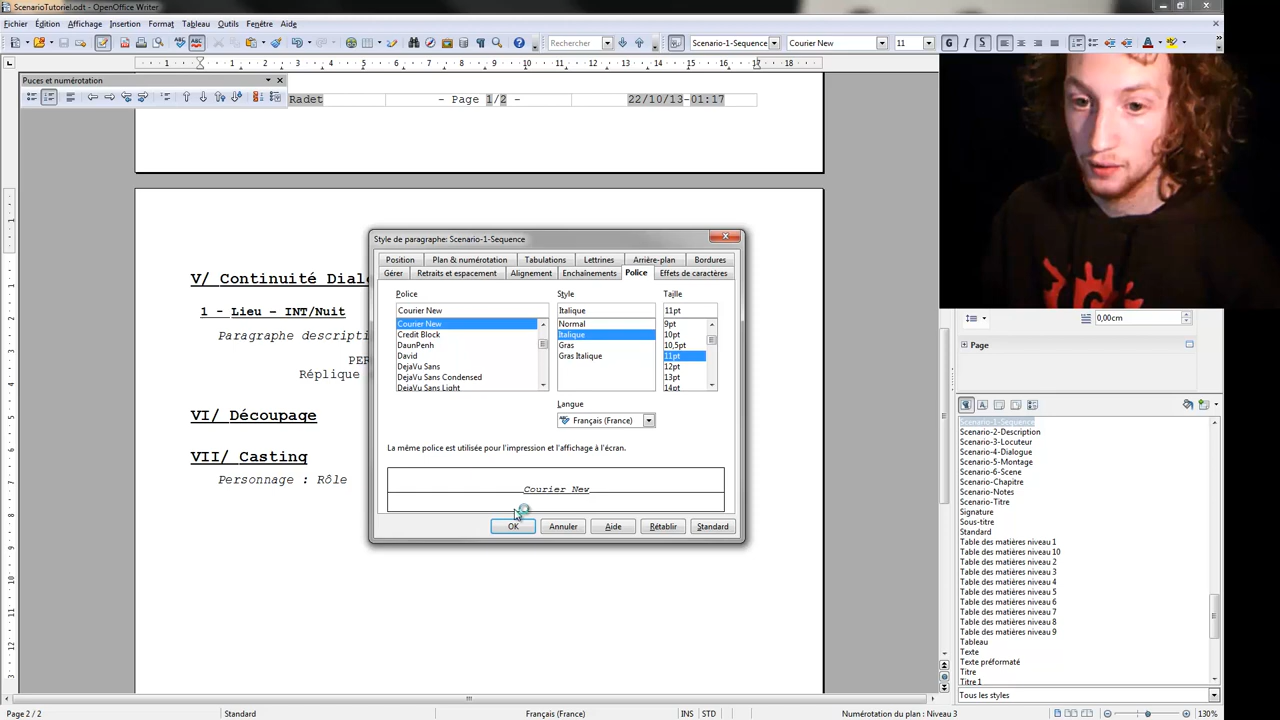 ScenarioTutoriel.odt - OpenOffice Writer
Fichier Édition Affichage Insertion Format Tableau Outils Fenêtre Aide
Rechercher
Scenario-1-Sequence
Courier New
11
Puces et numérotation
Radet
- Page 1/2 -
22/10/13-01:17
V/ Continuité Dialo
1 - Lieu - INT/Nuit
Paragraphe descripti
PER
Réplique
VI/ Découpage
VII/ Casting
Personnage : Rôle
Style de paragraphe: Scenario-1-Sequence
Position Plan & numérotation Tabulations Lettrines Arrière-plan Bordures
Gérer Retraits et espacement Alignement Enchaînements Police Effets de caractères
Police Style Taille
Courier New Italique 11pt
Courier New
Credit Block
DaunPenh
David
DejaVu Sans
DejaVu Sans Condensed
DejaVu Sans Light
Normal
Italique
Gras
Gras Italique
9pt
10pt
10,5pt
11pt
12pt
13pt
14pt
Langue
Français (France)
La même police est utilisée pour l'impression et l'affichage à l'écran.
Courier New
OK Annuler Aide Rétablir Standard
0,00cm
Page
Scenario-1-Sequence
Scenario-2-Description
Scenario-3-Locuteur
Scenario-4-Dialogue
Scenario-5-Montage
Scenario-6-Scene
Scenario-Chapitre
Scenario-Notes
Scenario-Titre
Signature
Sous-titre
Standard
Table des matières niveau 1
Table des matières niveau 10
Table des matières niveau 2
Table des matières niveau 3
Table des matières niveau 4
Table des matières niveau 5
Table des matières niveau 6
Table des matières niveau 7
Table des matières niveau 8
Table des matières niveau 9
Tableau
Texte
Texte préformaté
Titre
Titre 1
Tous les styles
Page 2 / 2 Standard Français (France) INS STD Numérotation du plan : Niveau 3 130%